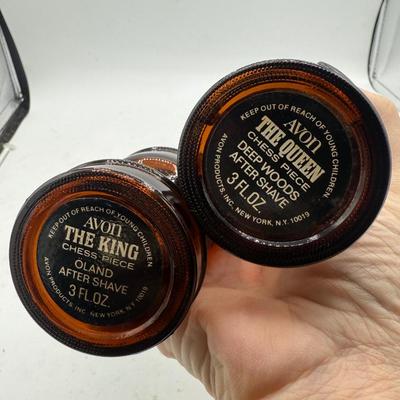 KEEP OUT OF REACH OF YOUNG CHILDREN.
AVON
THE KING
CHESS-PIECE
ÖLAND
AFTER SHAVE
3 FL.OZ.
AVON PRODUCTS, INC. NEW YORK, N.Y. 10019
KEEP OUT OF REACH OF YOUNG CHILDREN.
AVON
THE QUEEN
CHESS-PIECE
DEEP WOODS
AFTER SHAVE
3 FL.OZ.
AVON PRODUCTS, INC. NEW YORK, N.Y. 10019